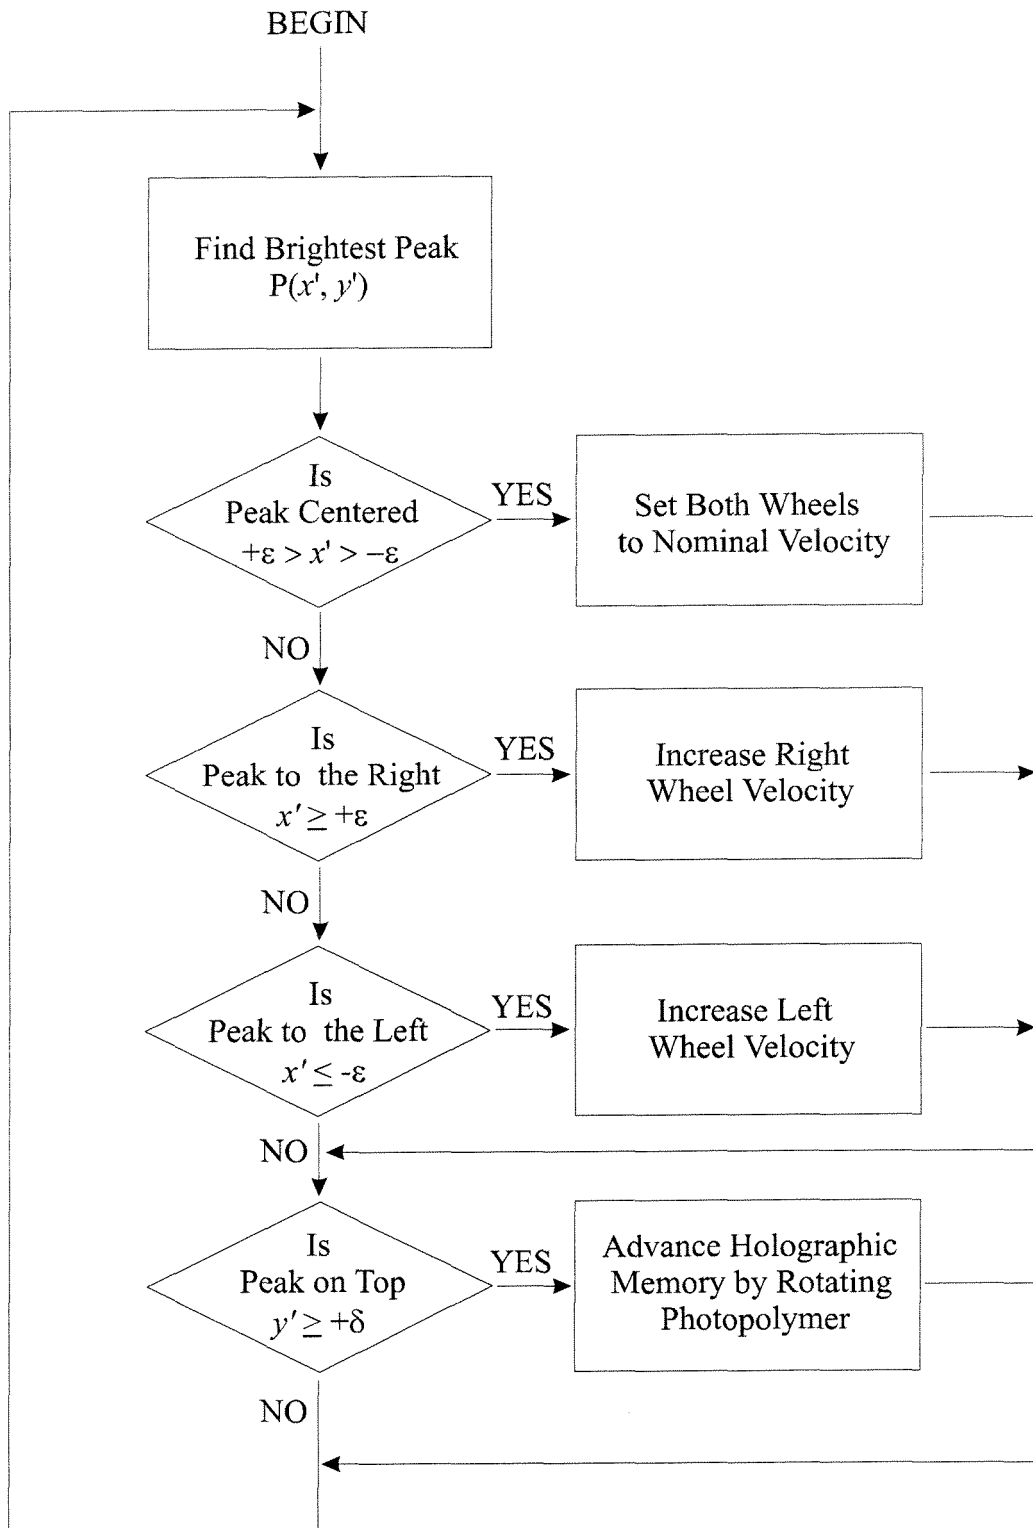 BEGIN
Find Brightest Peak
P(x', y')
Is
Peak Centered
+ε > x' > −ε
YES
Set Both Wheels
to Nominal Velocity
NO
Is
Peak to the Right
x' ≥ +ε
YES
Increase Right
Wheel Velocity
NO
Is
Peak to the Left
x' ≤ -ε
YES
Increase Left
Wheel Velocity
NO
Is
Peak on Top
y' ≥ +δ
YES
Advance Holographic
Memory by Rotating
Photopolymer
NO